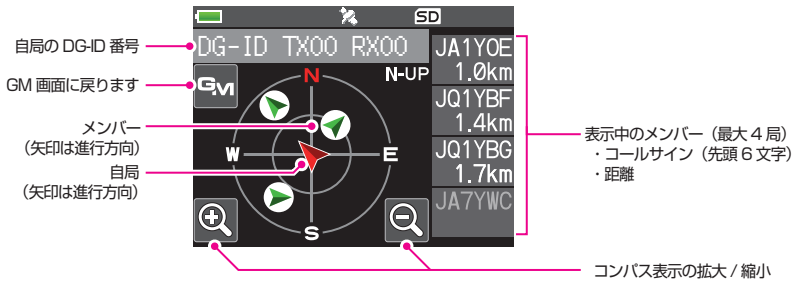 SD
自局の DG-ID 番号
DG-ID TX00 RX00
GM 画面に戻ります
GM
N
N-UP
W
E
S
メンバー
(矢印は進行方向)
自局
(矢印は進行方向)
JA1YOE
1.0km
JQ1YBF
1.4km
JQ1YBG
1.7km
JA7YWC
表示中のメンバー(最大 4 局)
・コールサイン(先頭 6 文字)
・距離
コンパス表示の拡大 / 縮小